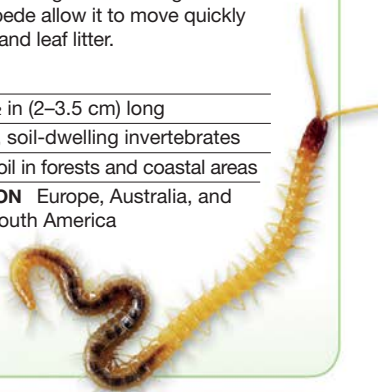 pede allow it to move quickly
and leaf litter.
in (2–3.5 cm) long
soil-dwelling invertebrates
oil in forests and coastal areas
ON Europe, Australia, and
outh America